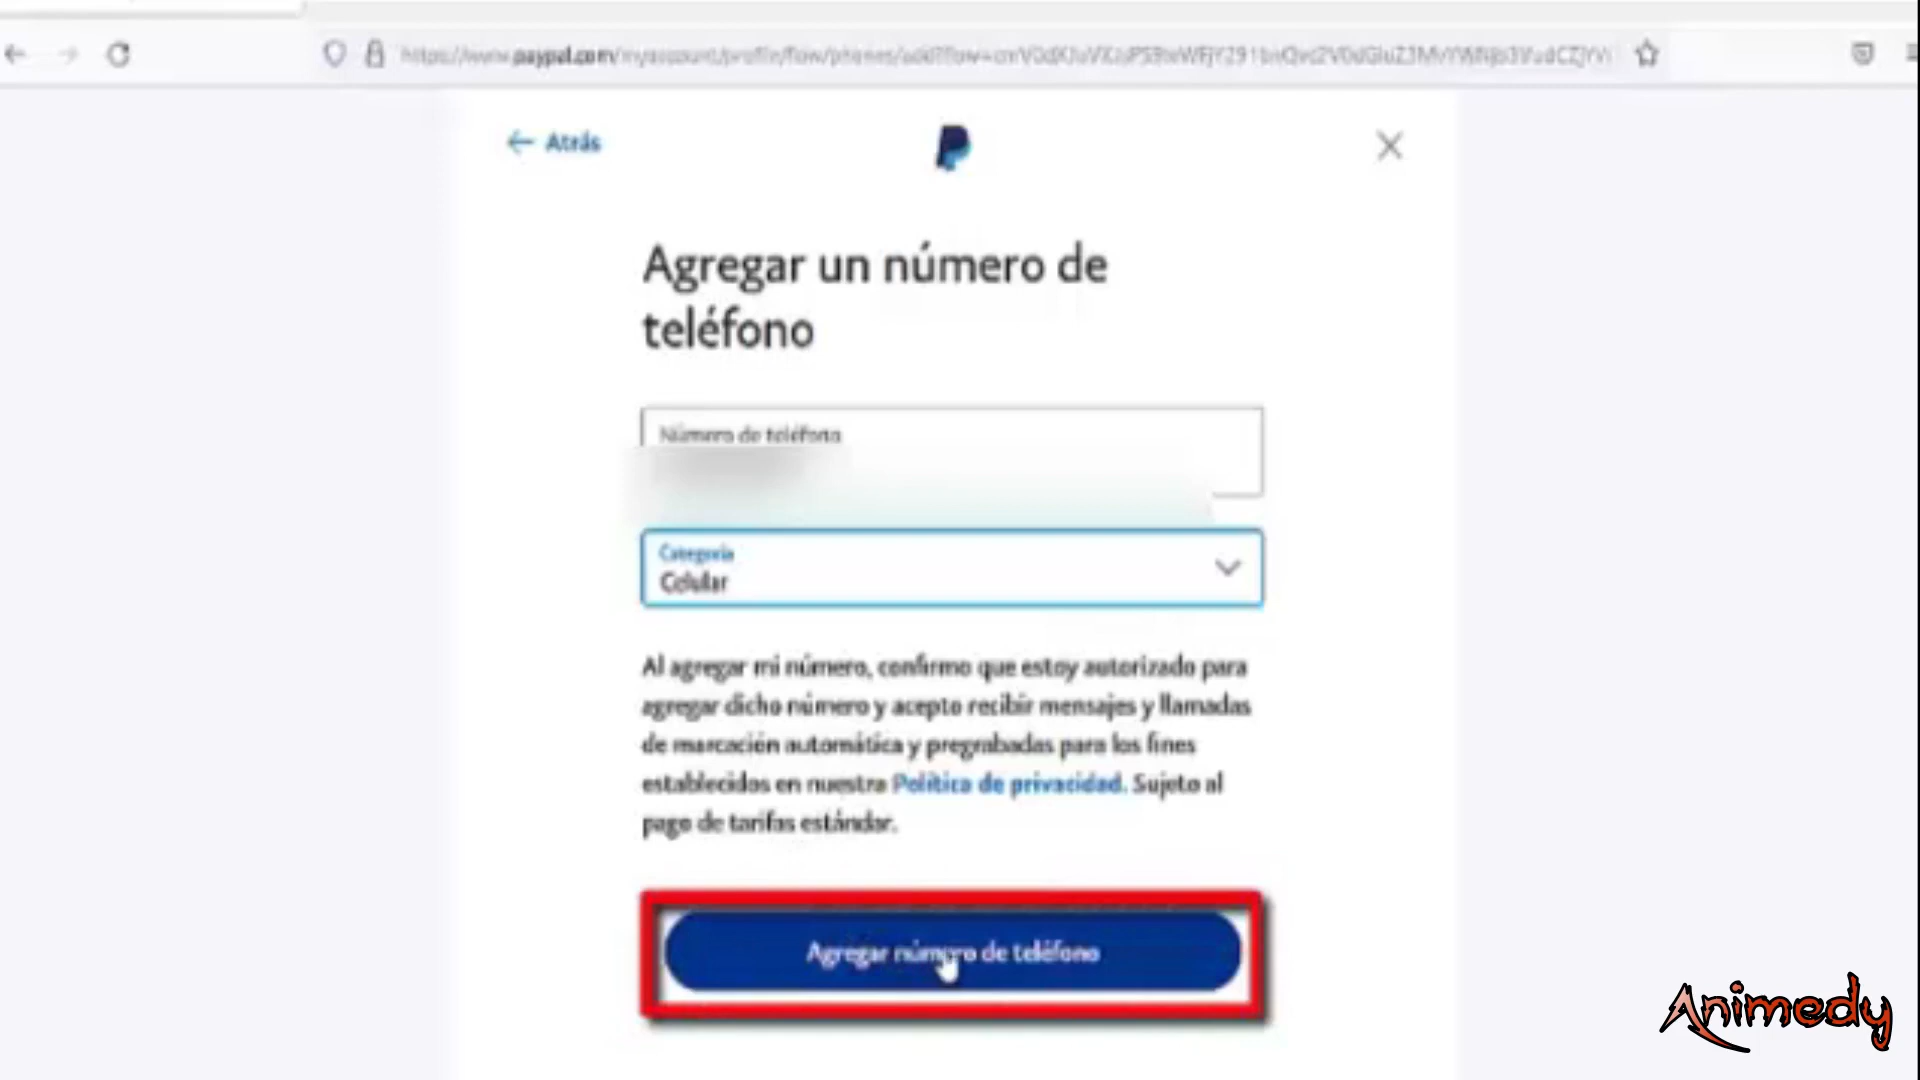 Atrás
Agregar un número de
teléfono
Número de teléfono
Categoría
Celular
Al agregar mi número, confirmo que estoy autorizado para
agregar dicho número y acepto recibir mensajes y llamadas
de marcación automática y pregrabadas para los fines
establecidos en nuestra Política de privacidad. Sujeto al
pago de tarifas estándar.
Agregar número de teléfono
Animedy